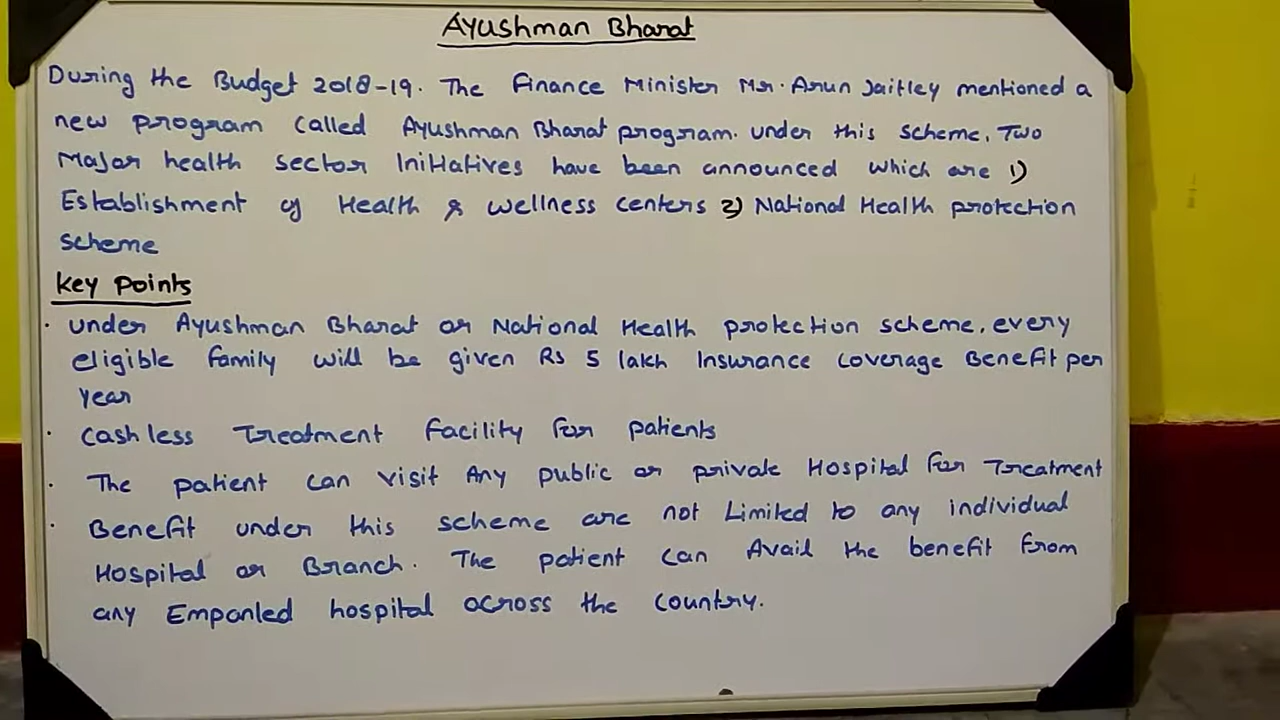 Ayushman Bharat
During the Budget 2018-19. The Finance Minister Mr. Arun Jaitley mentioned a
new program called Ayushman Bharat program. under this scheme, Two
Major health sector Initiatives have been announced which are 1)
Establishment of Health & wellness centers 2) National Health protection
scheme
Key Points
• under Ayushman Bharat or National Health protection scheme, every
eligible family will be given Rs 5 lakh Insurance coverage Benefit per
year
• cashless Treatment Facility for patients
• The patient can visit Any public or private Hospital for Treatment
• Benefit under this scheme are not Limited to any individual
Hospital or Branch. The patient can Avail the benefit from
any Empanled hospital across the country.